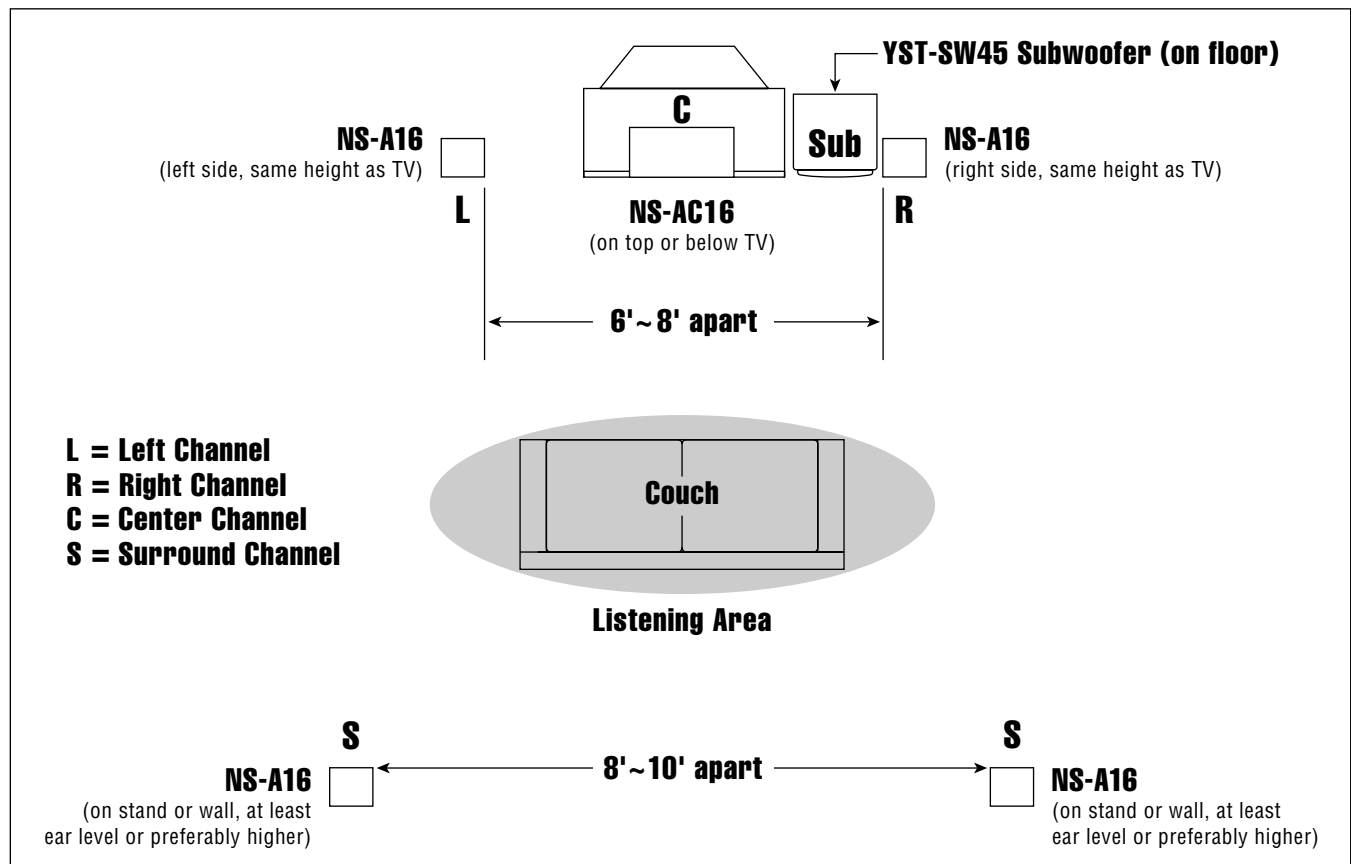 YST-SW45 Subwoofer (on floor)
C
NS-A16
(left side, same height as TV)
Sub
NS-A16
(right side, same height as TV)
L
NS-AC16
(on top or below TV)
R
6'~8' apart
L = Left Channel
R = Right Channel
C = Center Channel
S = Surround Channel
Couch
Listening Area
S
S
NS-A16
(on stand or wall, at least
ear level or preferably higher)
8'~10' apart
NS-A16
(on stand or wall, at least
ear level or preferably higher)